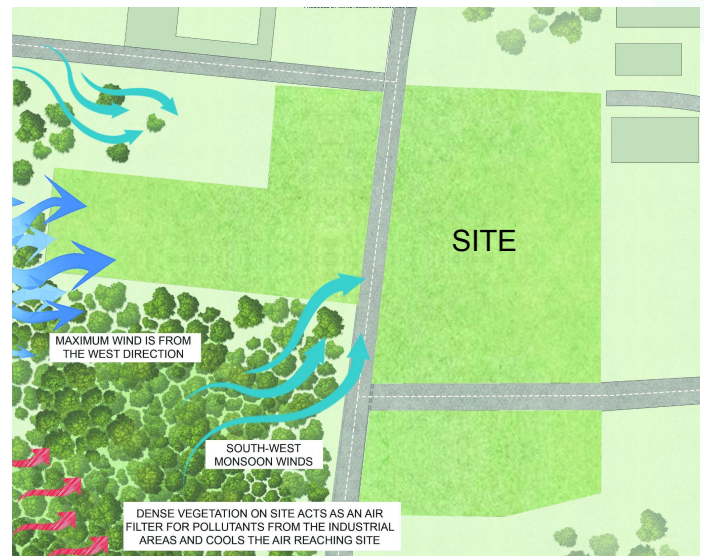 SITE
MAXIMUM WIND IS FROM
THE WEST DIRECTION
SOUTH-WEST
MONSOON WINDS
DENSE VEGETATION ON SITE ACTS AS AN AIR
FILTER FOR POLLUTANTS FROM THE INDUSTRIAL
AREAS AND COOLS THE AIR REACHING SITE